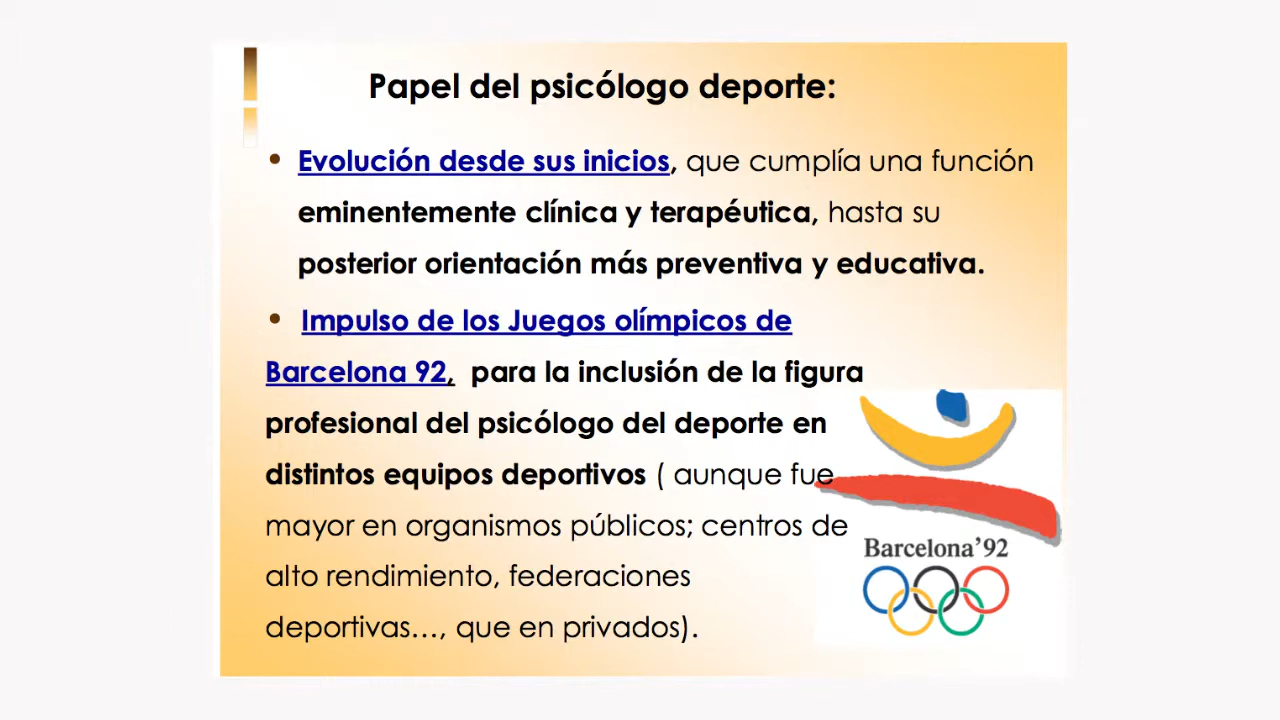 Papel del psicólogo deporte:
• Evolución desde sus inicios, que cumplía una función
eminentemente clínica y terapéutica, hasta su
posterior orientación más preventiva y educativa.
• Impulso de los Juegos olímpicos de
Barcelona 92, para la inclusión de la figura
profesional del psicólogo del deporte en
distintos equipos deportivos ( aunque fue
mayor en organismos públicos; centros de
alto rendimiento, federaciones
deportivas…, que en privados).
Barcelona'92